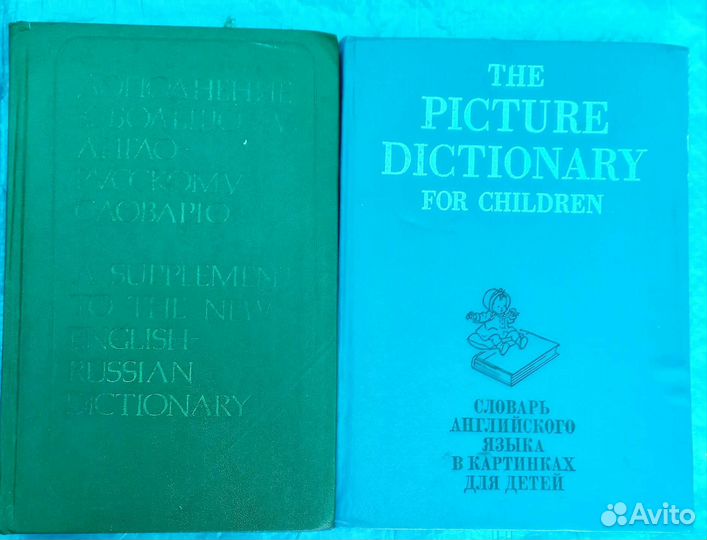 ДОПОЛНЕНИЕ
К БОЛЬШОМУ
АНГЛО-
РУССКОМУ
СЛОВАРЮ
A SUPPLEMENT
TO THE NEW
ENGLISH-
RUSSIAN
DICTIONARY
THE
PICTURE
DICTIONARY
FOR CHILDREN
СЛОВАРЬ
АНГЛИЙСКОГО
ЯЗЫКА
В КАРТИНКАХ
ДЛЯ ДЕТЕЙ
Avito